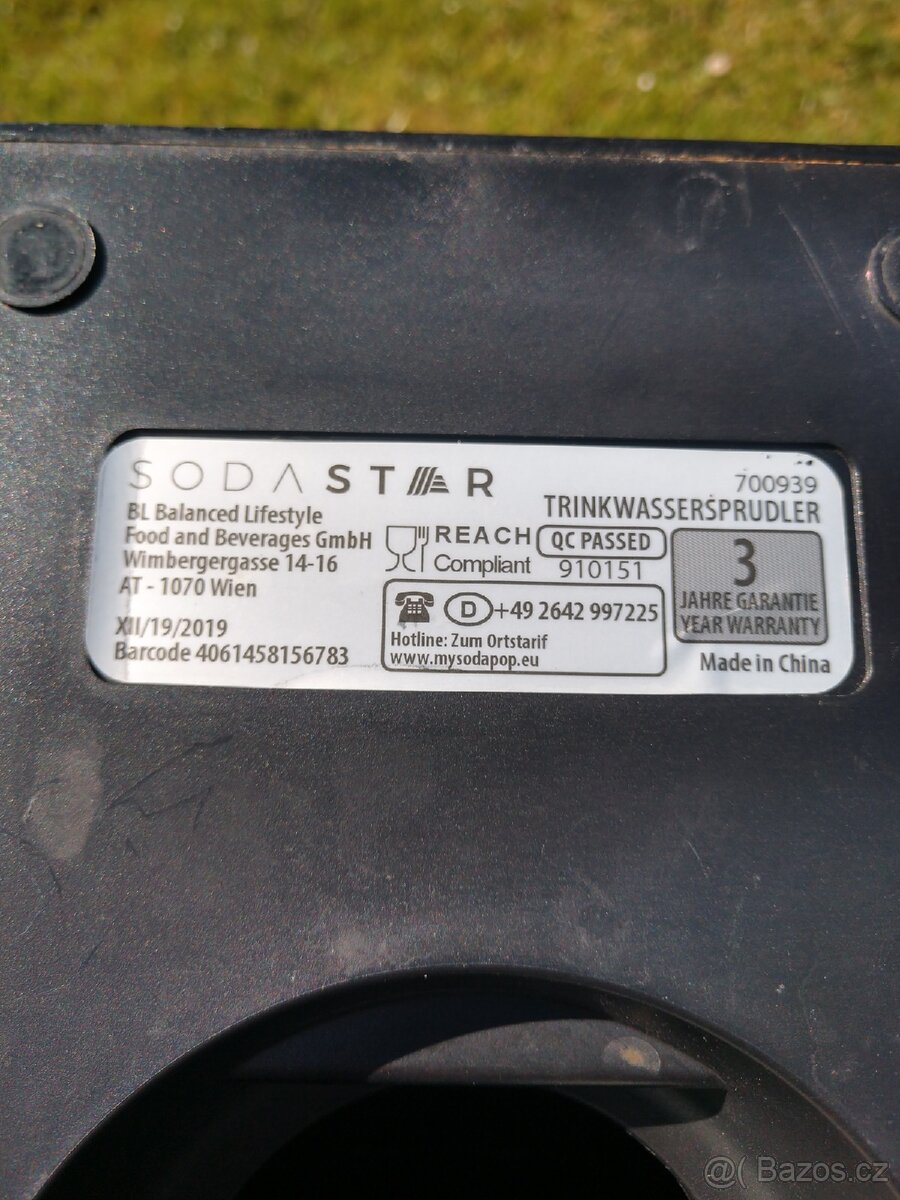 SODASTAR
BL Balanced Lifestyle
Food and Beverages GmbH
Wimbergergasse 14-16
AT - 1070 Wien
XII/19/2019
Barcode 4061458156783
REACH
Compliant
QC PASSED
910151
D +49 2642 997225
Hotline: Zum Ortstarif
www.mysodapop.eu
700939
TRINKWASSERSPRUDLER
3
JAHRE GARANTIE
YEAR WARRANTY
Made in China
@( Bazos.cz